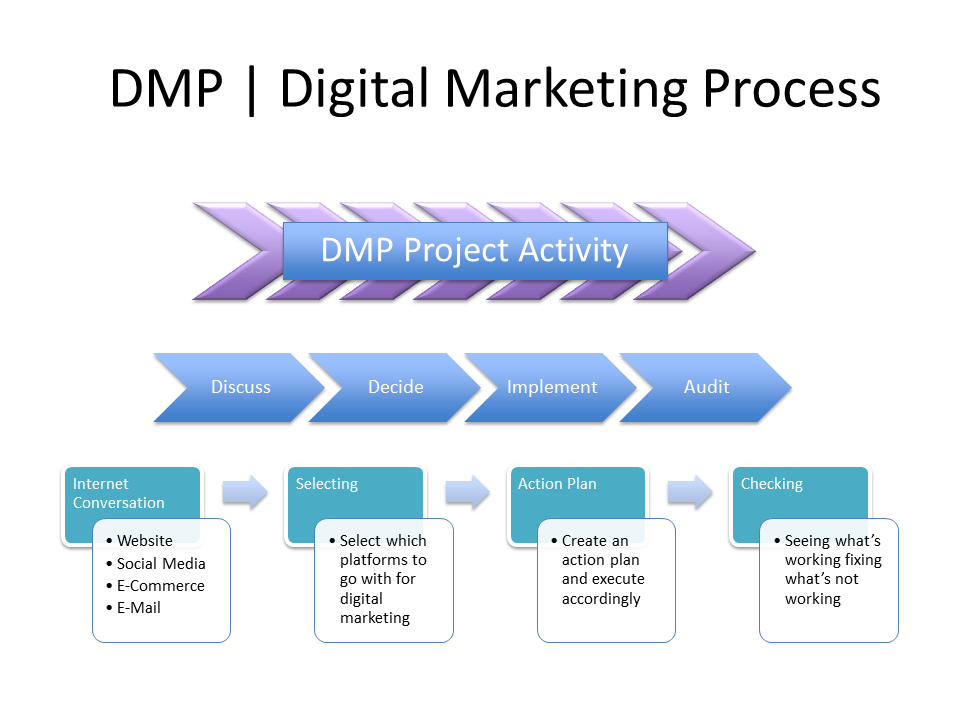 DMP | Digital Marketing Process
DMP Project Activity
Discuss
Decide
Implement
Audit
Internet
Conversation
• Website
• Social Media
• E-Commerce
• E-Mail
Selecting
• Select which
platforms to
go with for
digital
marketing
Action Plan
• Create an
action plan
and execute
accordingly
Checking
• Seeing what’s
working fixing
what’s not
working